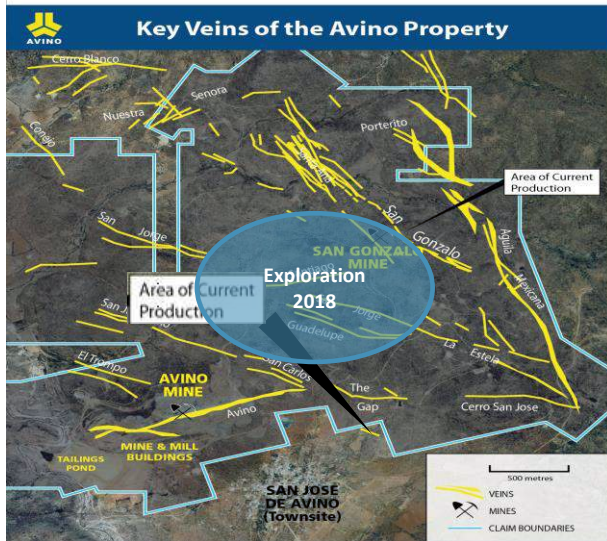 AVINO
Key Veins of the Avino Property
Cerro Blanco
Senora
Nuestra
Conejo
Porterito
Area of Current
Production
San
Jorge
San
Gonzalo
Aguila
Mexicana
SAN GONZALO
MINE
Exploration
2018
Area of Current
Production
San J
Jorge
Guadelupe
La
Estela
El Trompo
San Carlos
AVINO
MINE
The
Gap
Avino
Cerro San Jose
MINE & MILL
BUILDINGS
TAILINGS
POND
SAN JOSE
DE AVINO
(Townsite)
500 metres
VEINS
MINES
CLAIM BOUNDARIES